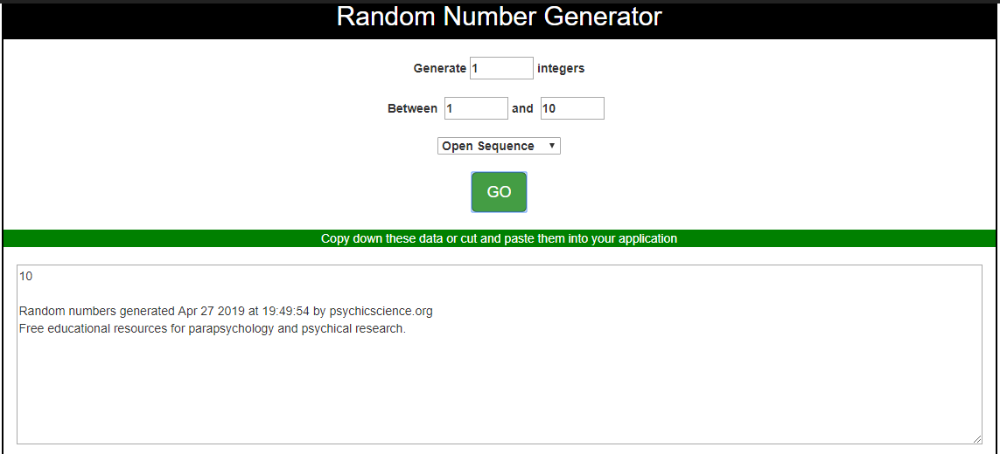 Random Number Generator
Generate 1 integers
Between 1 and 10
Open Sequence
GO
Copy down these data or cut and paste them into your application
10
Random numbers generated Apr 27 2019 at 19:49:54 by psychicscience.org
Free educational resources for parapsychology and psychical research.